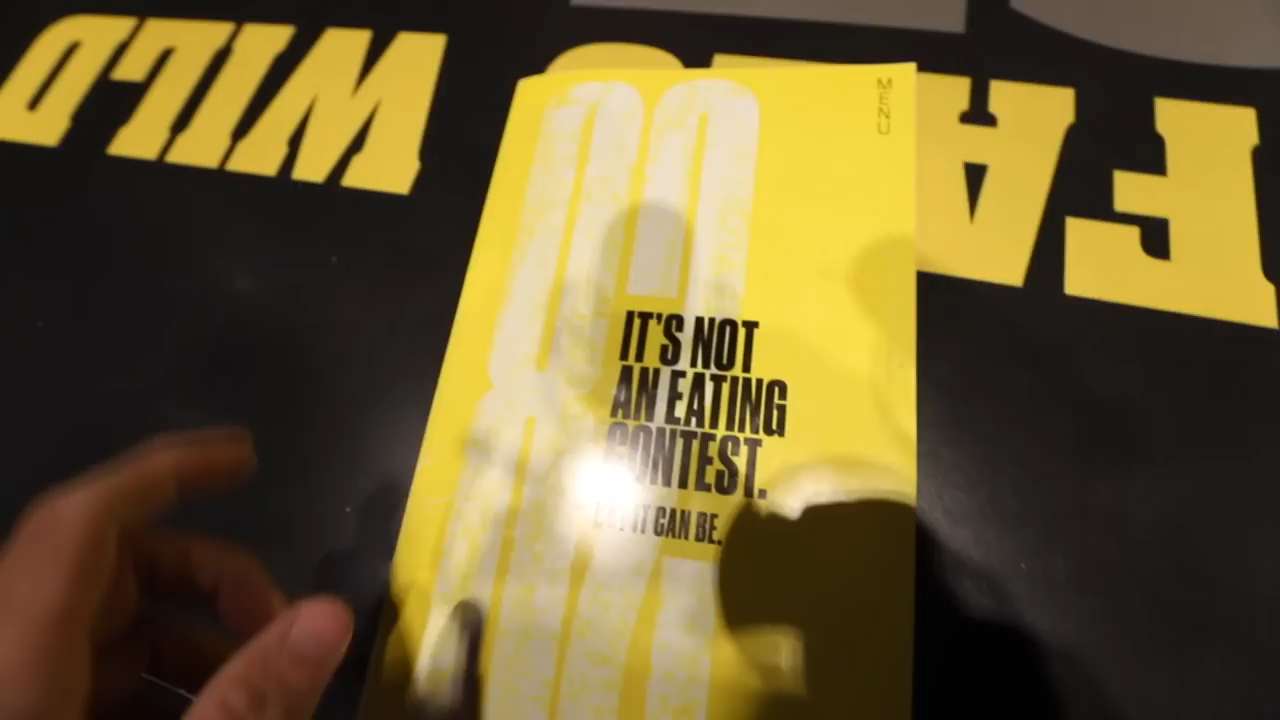 WILD
MENU
IT'S NOT
AN EATING
CONTEST.
IT CAN BE.